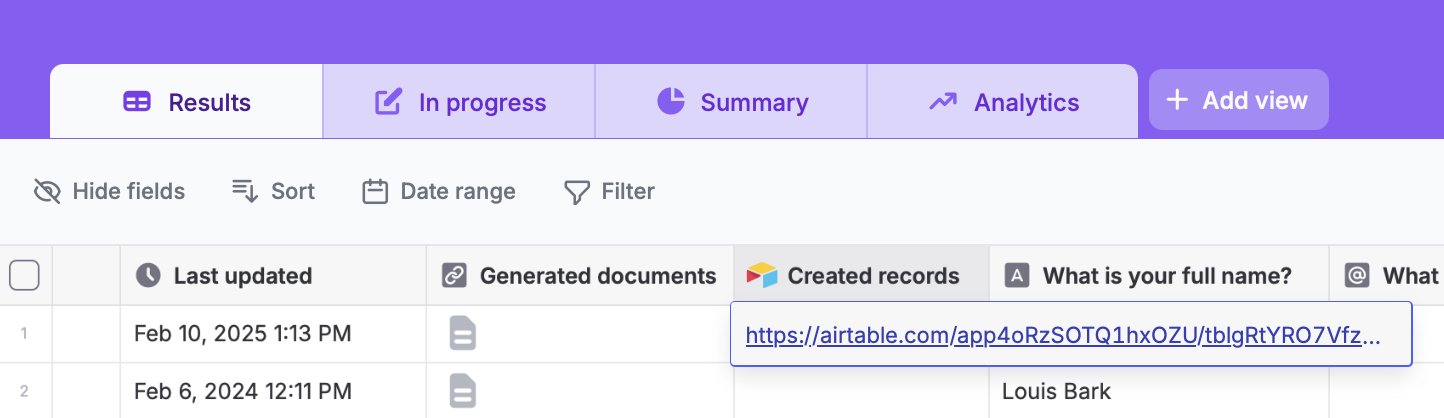 Results
In progress
Summary
Analytics
Add view
Hide fields
Sort
Date range
Filter
Last updated
Generated documents
Created records
A What is your full name?
@ What
1 Feb 10, 2025 1:13 PM
https://airtable.com/app4oRzSOTQ1hxOZU/tblgRtYRO7Vfz...
2 Feb 6, 2024 12:11 PM
Louis Bark